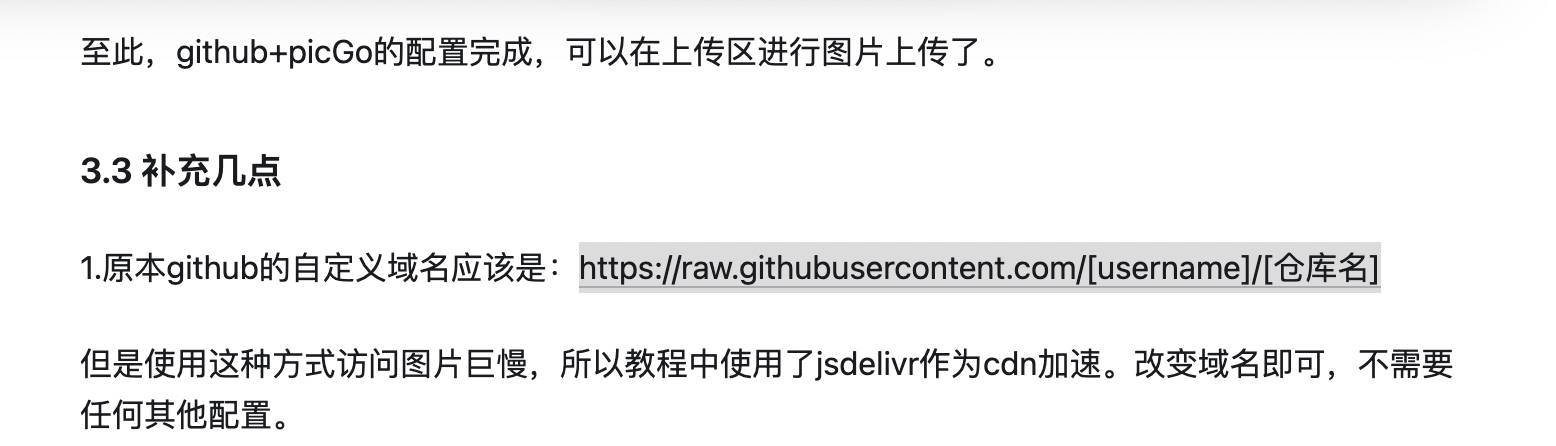 至此，github+picGo的配置完成，可以在上传区进行图片上传了。
3.3 补充几点
1.原本github的自定义域名应该是：https://raw.githubusercontent.com/[username]/[仓库名]
但是使用这种方式访问图片巨慢，所以教程中使用了jsdelivr作为cdn加速。改变域名即可，不需要
任何其他配置。